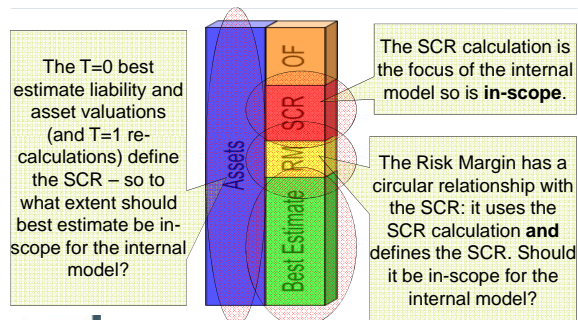 The T=0 best
estimate liability and
asset valuations
(and T=1 re-
calculations) define
the SCR – so to
what extent should
best estimate be in-
scope for the internal
model?
Assets
OF
SCR
RM
Best Estimate
The SCR calculation is
the focus of the internal
model so is in-scope.
The Risk Margin has a
circular relationship with
the SCR: it uses the
SCR calculation and
defines the SCR. Should
it be in-scope for the
internal model?